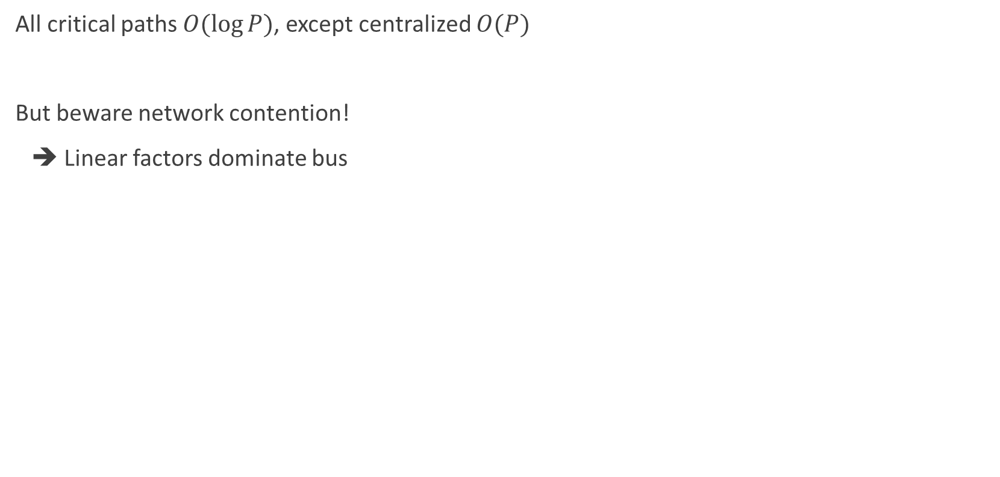 All critical paths O(log P), except centralized O(P)
But beware network contention!
➔ Linear factors dominate bus